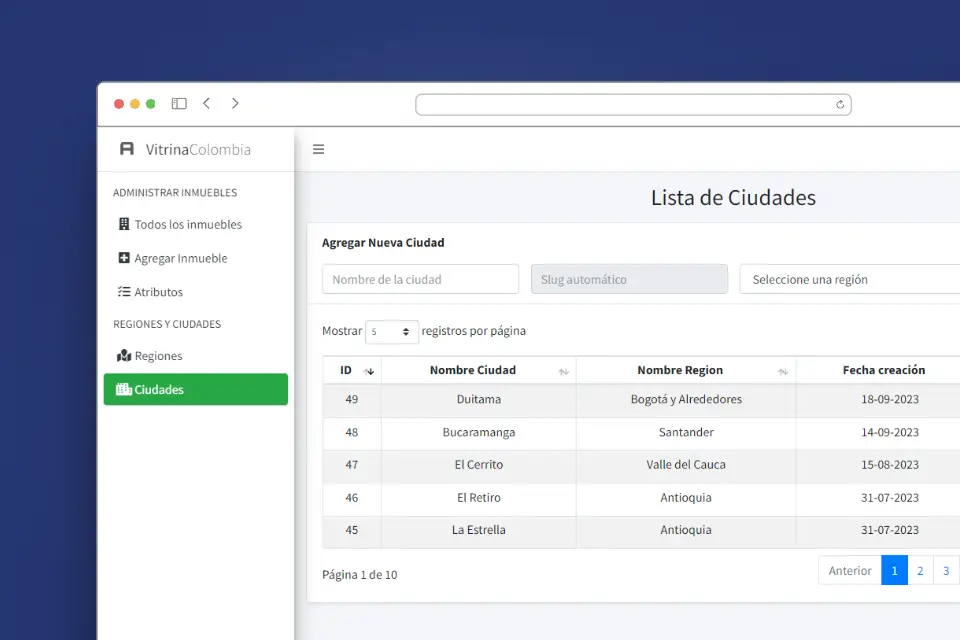 VitrinaColombia
ADMINISTRAR INMUEBLES
Todos los inmuebles
Agregar Inmueble
Atributos
REGIONES Y CIUDADES
Regiones
Ciudades
Lista de Ciudades
Agregar Nueva Ciudad
Nombre de la ciudad Slug automático Seleccione una región
Mostrar 5 registros por página
ID Nombre Ciudad Nombre Region Fecha creación
49 Duitama Bogotá y Alrededores 18-09-2023
48 Bucaramanga Santander 14-09-2023
47 El Cerrito Valle del Cauca 15-08-2023
46 El Retiro Antioquia 31-07-2023
45 La Estrella Antioquia 31-07-2023
Página 1 de 10 Anterior 1 2 3